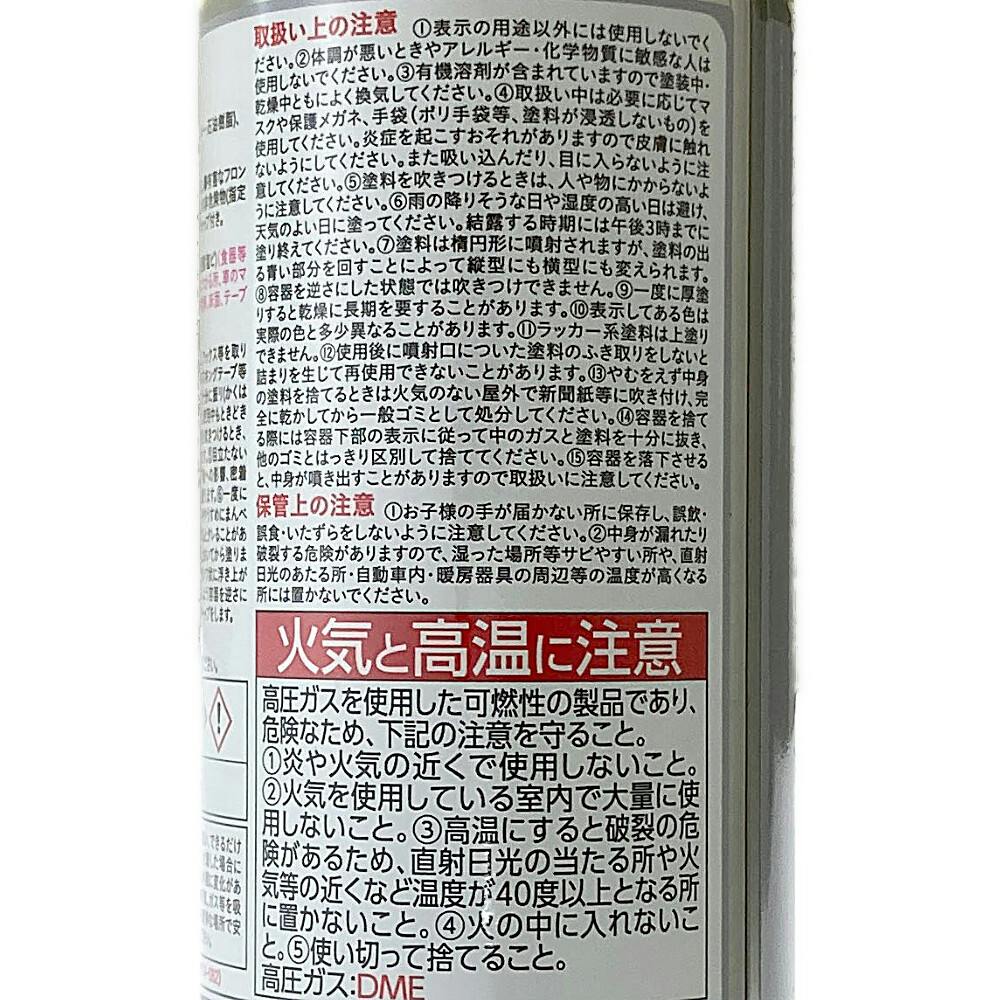 取扱い上の注意 ①表示の用途以外には使用しないでく
ださい。②体調が悪いときやアレルギー・化学物質に敏感な人は
使用しないでください。③有機溶剤が含まれていますので塗装中・
乾燥中ともによく換気してください。④取扱い中は必要に応じてマ
スクや保護メガネ、手袋(ポリ手袋等、塗料が浸透しないもの)を
使用してください。炎症を起こすおそれがありますので皮膚に触れ
ないようにしてください。また吸い込んだり、目に入らないように注
意してください。⑤塗料を吹きつけるときは、人や物にかからないよ
うに注意してください。⑥雨の降りそうな日や湿度の高い日は避け、
天気のよい日に塗ってください。結露する時期には午後3時までに
塗り終えてください。⑦塗料は楕円形に噴射されますが、塗料の出
る青い部分を回すことによって縦型にも横型にも変えられます。
⑧容器を逆さにした状態では吹きつけできません。⑨一度に厚塗
りすると乾燥に長期を要することがあります。⑩表示してある色は
実際の色と多少異なることがあります。⑪ラッカー系塗料は上塗り
できません。⑫使用後に噴射口についた塗料のふき取りをしないと
詰まりを生じて再使用できないことがあります。⑬やむをえず中身
の塗料を捨てるときは火気のない屋外で新聞紙等に吹き付け、完
全に乾かしてから一般ゴミとして処分してください。⑭容器を捨て
る際には容器下部の表示に従って中のガスと塗料を十分に抜き、
他のゴミとはっきり区別して捨ててください。⑮容器を落下させる
と、中身が噴き出すことがありますので取扱いに注意してください。
保管上の注意 ①お子様の手が届かない所に保存し、誤飲・
誤食・いたずらをしないように注意してください。②中身が漏れたり
破裂する危険がありますので、湿った場所等サビやすい所や、直射
日光のあたる所・自動車内・暖房器具の周辺等の温度が高くなる
所には置かないでください。
火気と高温に注意
高圧ガスを使用した可燃性の製品であり、
危険なため、下記の注意を守ること。
①炎や火気の近くで使用しないこと。
②火気を使用している室内で大量に使
用しないこと。③高温にすると破裂の危
険があるため、直射日光の当たる所や火
気等の近くなど温度が40度以上となる所
に置かないこと。④火の中に入れないこ
と。⑤使い切って捨てること。
高圧ガス:DME